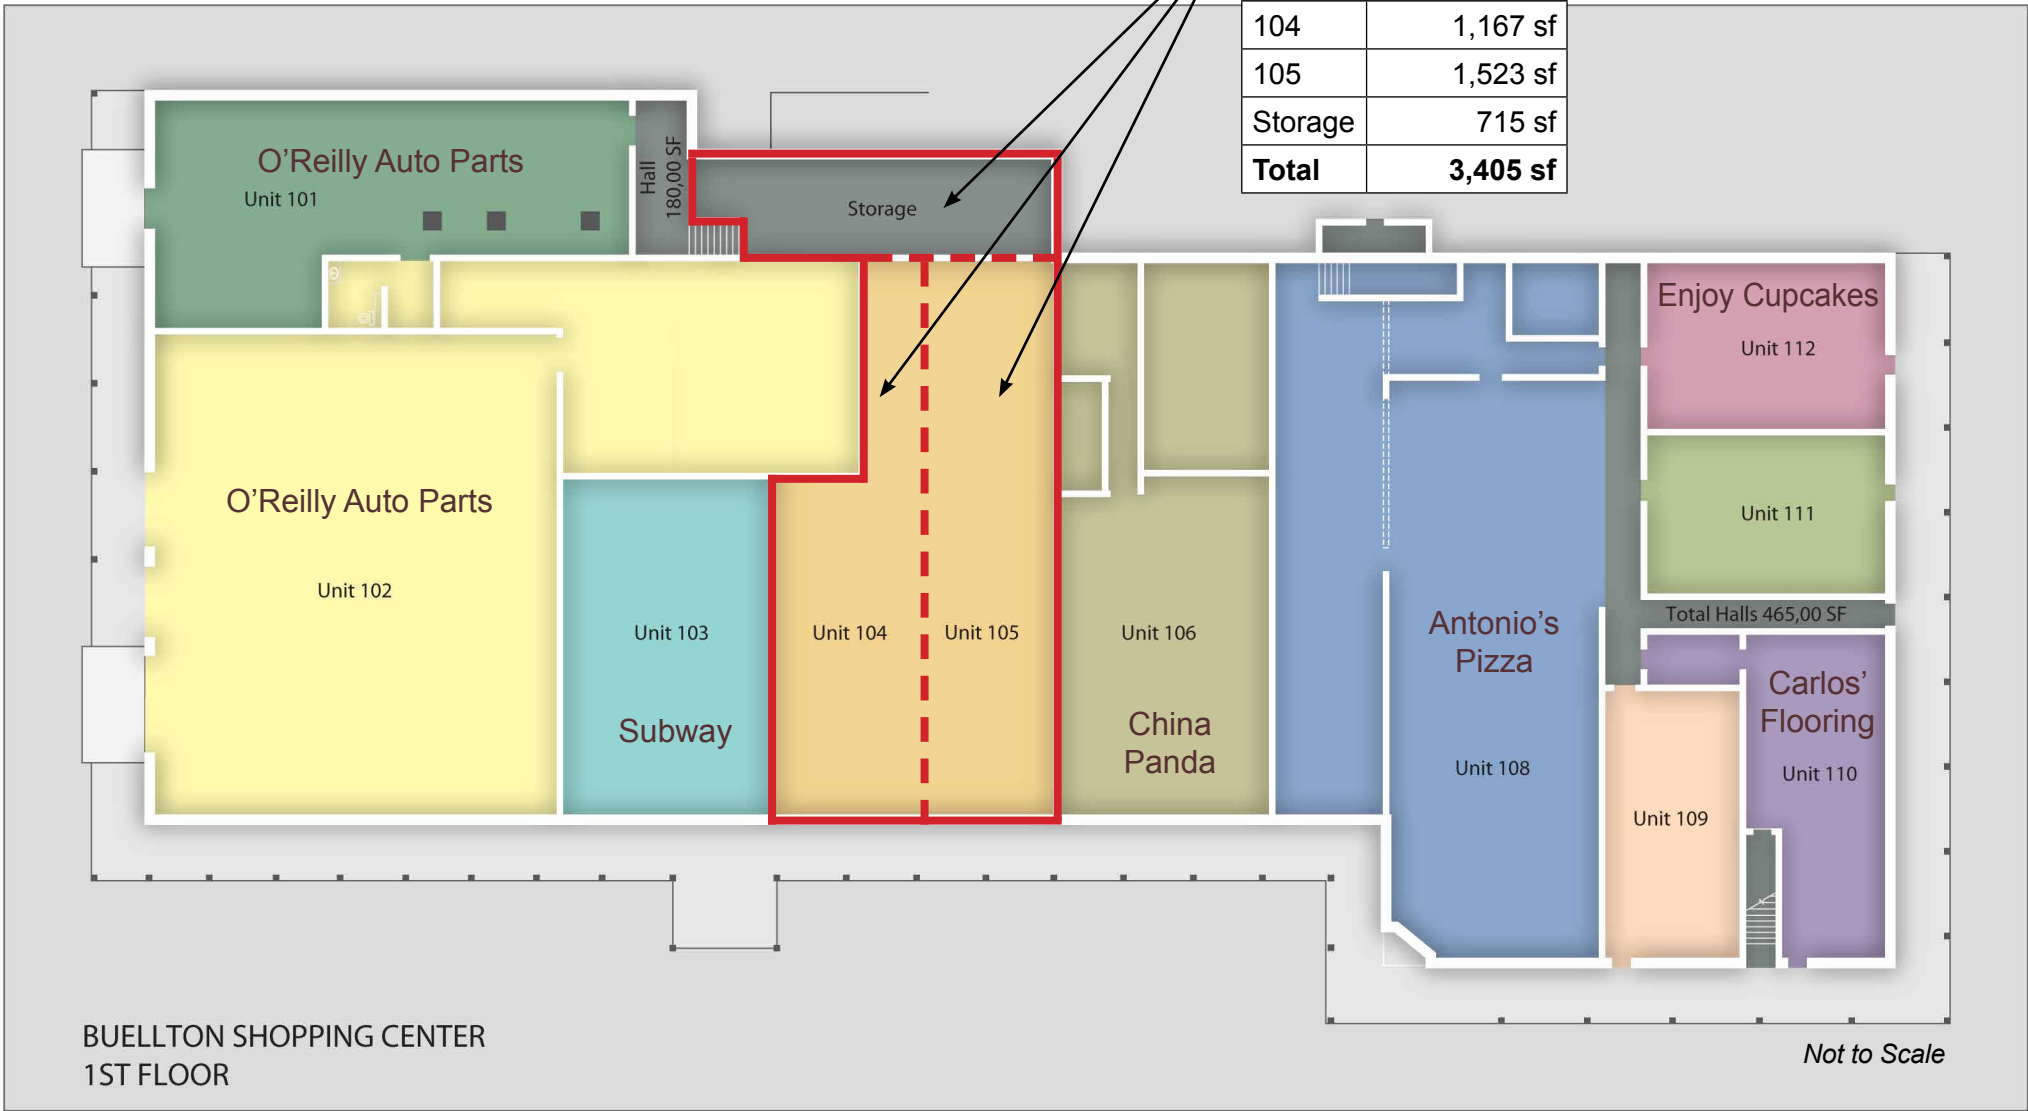 104 1,167 sf
105 1,523 sf
Storage 715 sf
Total 3,405 sf
O'Reilly Auto Parts
Unit 101
Hall
180,00 SF
Storage
Enjoy Cupcakes
Unit 112
O'Reilly Auto Parts
Unit 102
Unit 111
Total Halls 465,00 SF
Unit 103
Subway
Unit 104
Unit 105
Unit 106
China
Panda
Antonio's
Pizza
Unit 108
Carlos'
Flooring
Unit 110
Unit 109
BUELLTON SHOPPING CENTER
1ST FLOOR
Not to Scale